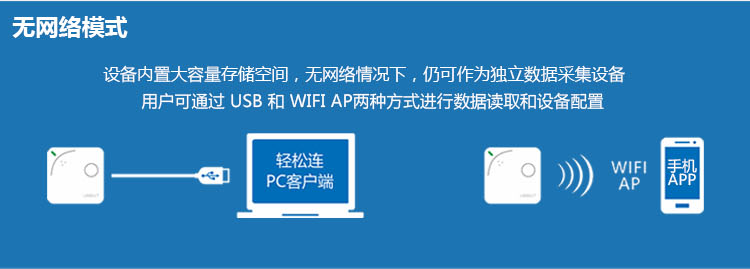 无网络模式
设备内置大容量存储空间，无网络情况下，仍可作为独立数据采集设备
用户可通过 USB 和 WIFI AP两种方式进行数据读取和设备配置
轻松连
PC客户端
WIFI
AP
手机
APP